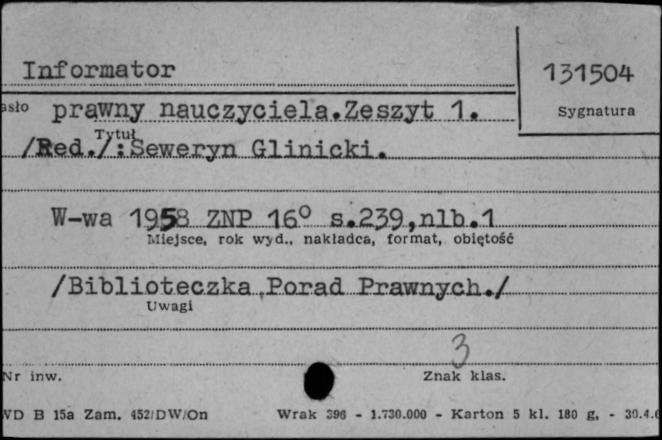 Informator
131504
asło prawny nauczyciela.Zeszyt 1.
Sygnatura
Tytuł
/Red./:Seweryn Glinicki.
W-wa 1958 ZNP 16° s.239,nlb.1
Miejsce, rok wyd., nakładca, format, objętość
/Biblioteczka Porad Prawnych./
Uwagi
3
Nr inw.
Znak klas.
WD B 15a Zam. 452/DW/On Wrak 396 - 1.730.000 - Karton 5 kl. 180 g, - 30.4.6